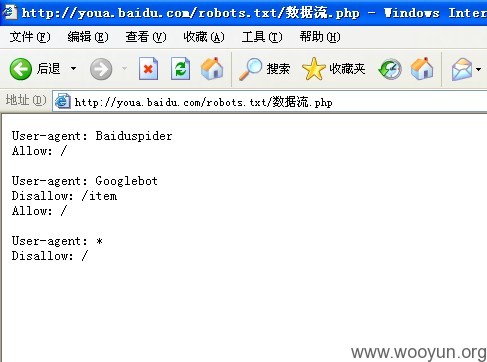 http://youa.baidu.com/robots.txt/数据流.php - Windows Inter
文件(F) 编辑(E) 查看(V) 收藏(A) 工具(T) 帮助(H)
后退 搜索 收藏夹
地址(D) http://youa.baidu.com/robots.txt/数据流.php
User-agent: Baiduspider
Allow: /
User-agent: Googlebot
Disallow: /item
Allow: /
User-agent: *
Disallow: /
www.wooyun.org